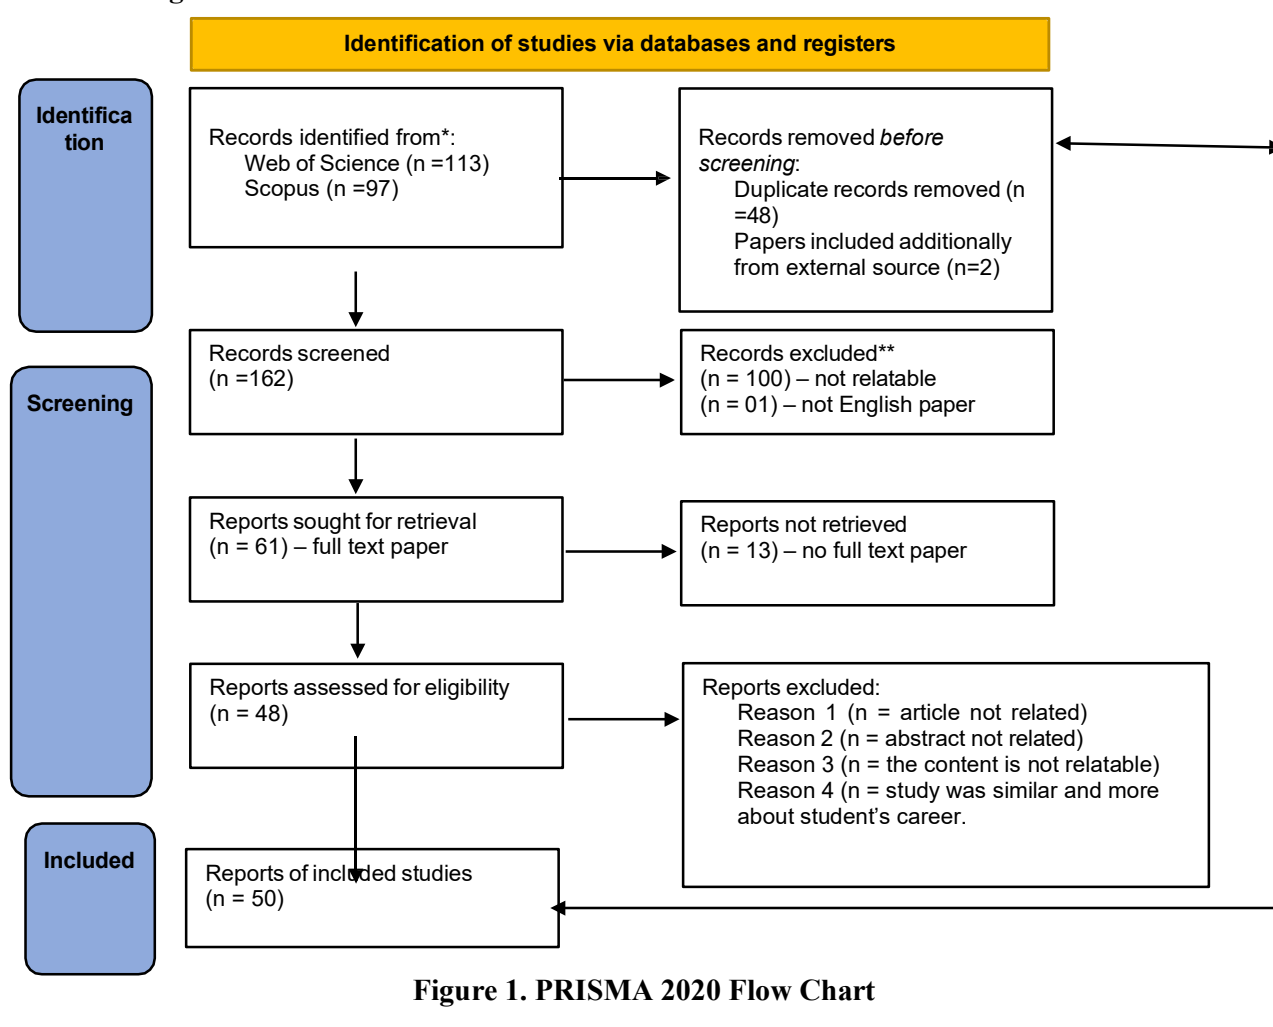 Identification of studies via databases and registers
Identifica
tion
Records identified from*:
Web of Science (n =113)
Scopus (n =97)
Records removed before
screening:
Duplicate records removed (n
=48)
Papers included additionally
from external source (n=2)
Records screened
(n =162)
Records excluded**
(n = 100) – not relatable
(n = 01) – not English paper
Screening
Reports sought for retrieval
(n = 61) – full text paper
Reports not retrieved
(n = 13) – no full text paper
Reports assessed for eligibility
(n = 48)
Reports excluded:
Reason 1 (n = article not related)
Reason 2 (n = abstract not related)
Reason 3 (n = the content is not relatable)
Reason 4 (n = study was similar and more
about student’s career.
Included
Reports of included studies
(n = 50)
Figure 1. PRISMA 2020 Flow Chart